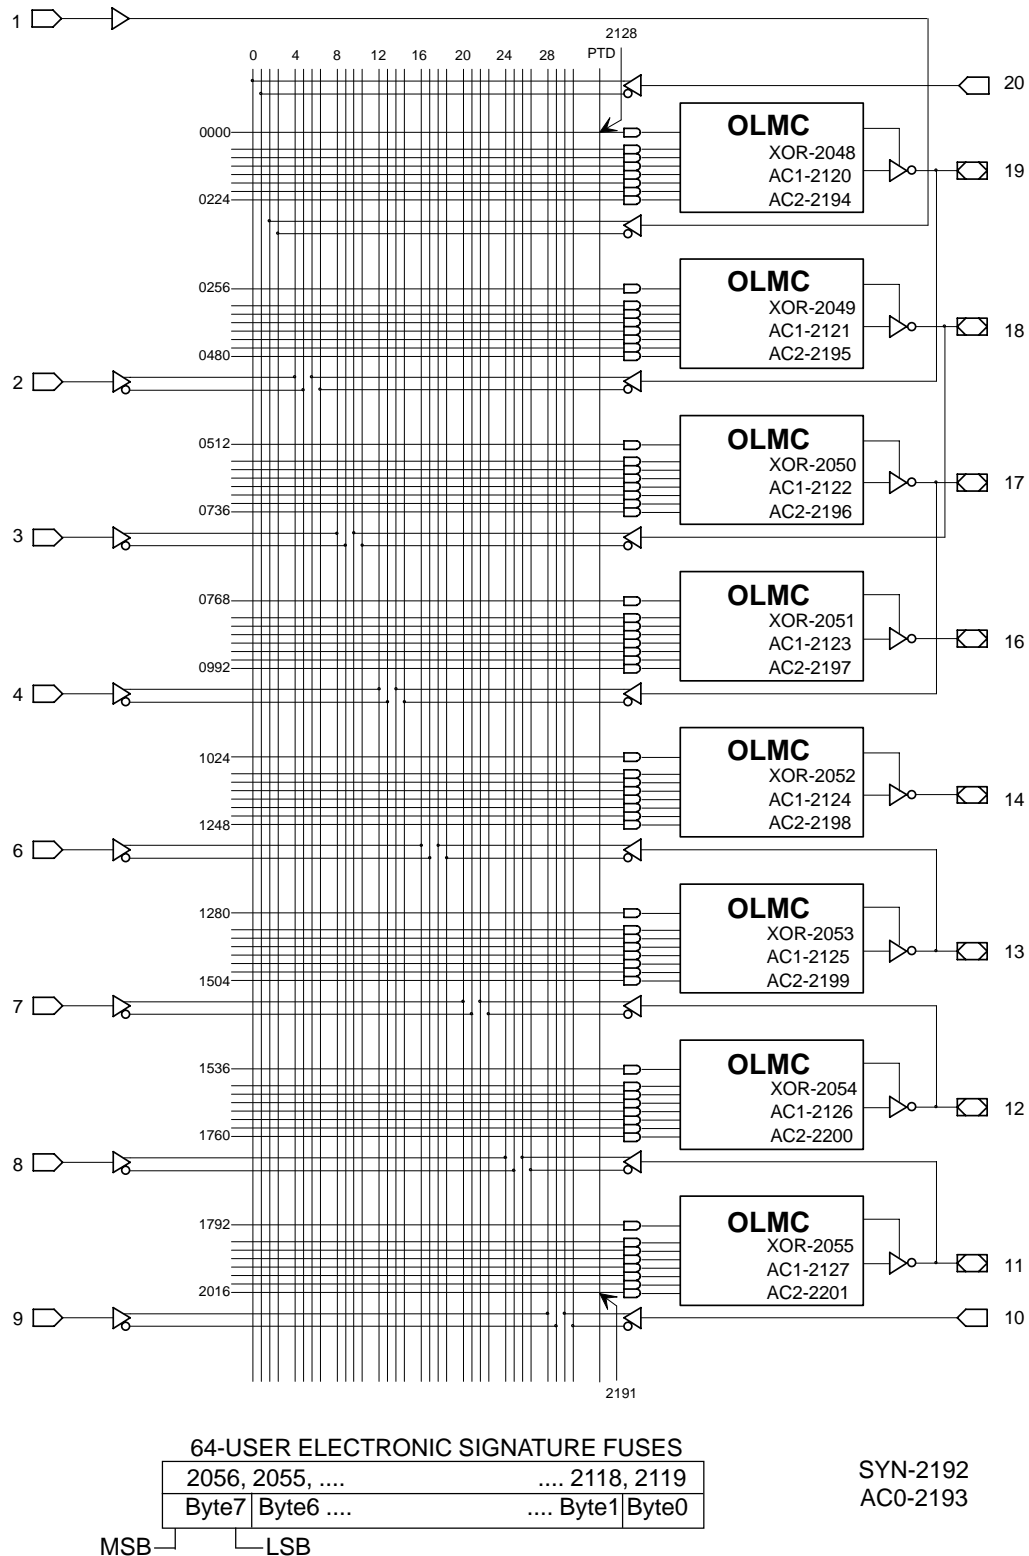 1
2128
0 4 8 12 16 20 24 28 PTD
20
0000
OLMC
XOR-2048
AC1-2120
AC2-2194
19
0224
0256
OLMC
XOR-2049
AC1-2121
AC2-2195
18
0480
2
0512
OLMC
XOR-2050
AC1-2122
AC2-2196
17
0736
3
0768
OLMC
XOR-2051
AC1-2123
AC2-2197
16
0992
4
1024
OLMC
XOR-2052
AC1-2124
AC2-2198
14
1248
6
1280
OLMC
XOR-2053
AC1-2125
AC2-2199
13
1504
7
1536
OLMC
XOR-2054
AC1-2126
AC2-2200
12
1760
8
1792
OLMC
XOR-2055
AC1-2127
AC2-2201
11
2016
9
10
2191
64-USER ELECTRONIC SIGNATURE FUSES
2056, 2055, .... .... 2118, 2119
Byte7 Byte6 .... .... Byte1 Byte0
MSB LSB
SYN-2192
AC0-2193